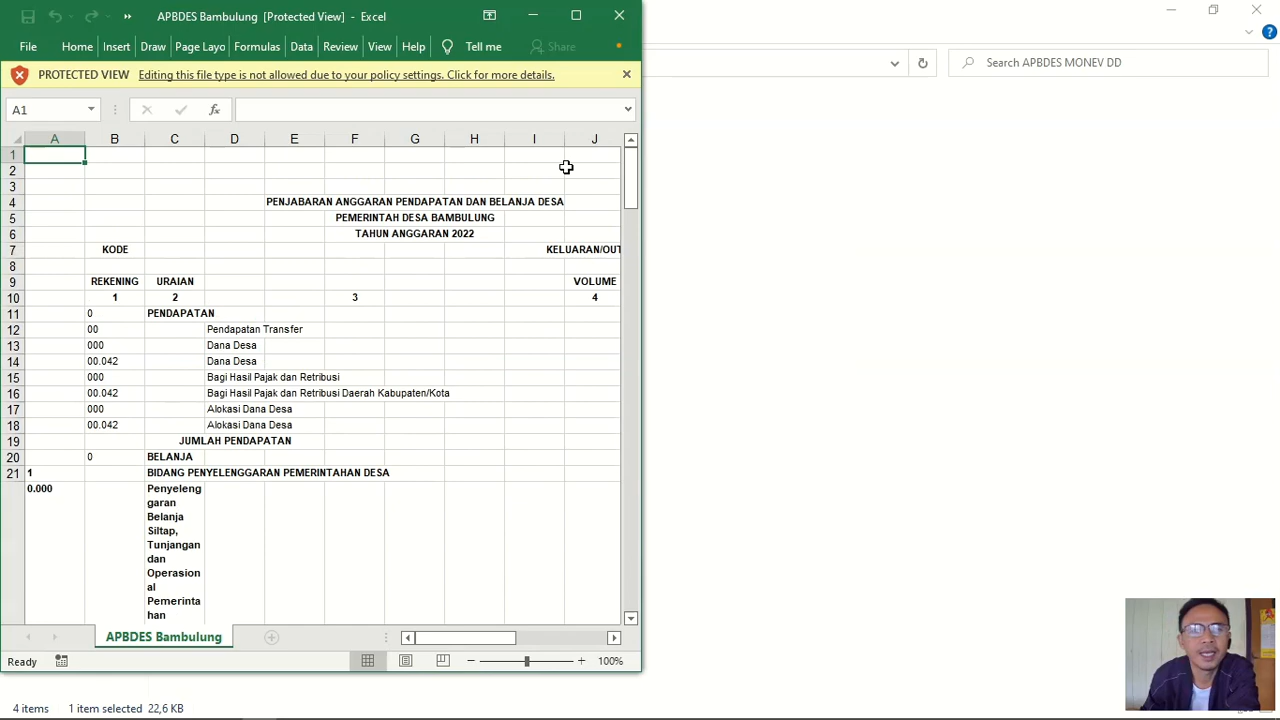 APBDES Bambulung [Protected View] - Excel
File Home Insert Draw Page Layo Formulas Data Review View Help Tell me Share
PROTECTED VIEW Editing this file type is not allowed due to your policy settings. Click for more details.
Search APBDES MONEV DD
A1 fx
A B C D E F G H I J
1
2
3
4 PENJABARAN ANGGARAN PENDAPATAN DAN BELANJA DESA
5 PEMERINTAH DESA BAMBULUNG
6 TAHUN ANGGARAN 2022
7 KODE KELUARAN/OUT
8
9 REKENING URAIAN VOLUME
10 1 2 3 4
11 0 PENDAPATAN
12 00 Pendapatan Transfer
13 000 Dana Desa
14 00.042 Dana Desa
15 000 Bagi Hasil Pajak dan Retribusi
16 00.042 Bagi Hasil Pajak dan Retribusi Daerah Kabupaten/Kota
17 000 Alokasi Dana Desa
18 00.042 Alokasi Dana Desa
19 JUMLAH PENDAPATAN
20 0 BELANJA
21 1 BIDANG PENYELENGGARAN PEMERINTAHAN DESA
0.000 Penyeleng
garan
Belanja
Siltap,
Tunjangan
dan
Operasion
al
Pemerinta
han
APBDES Bambulung
Ready 100%
4 items 1 item selected 22,6 KB